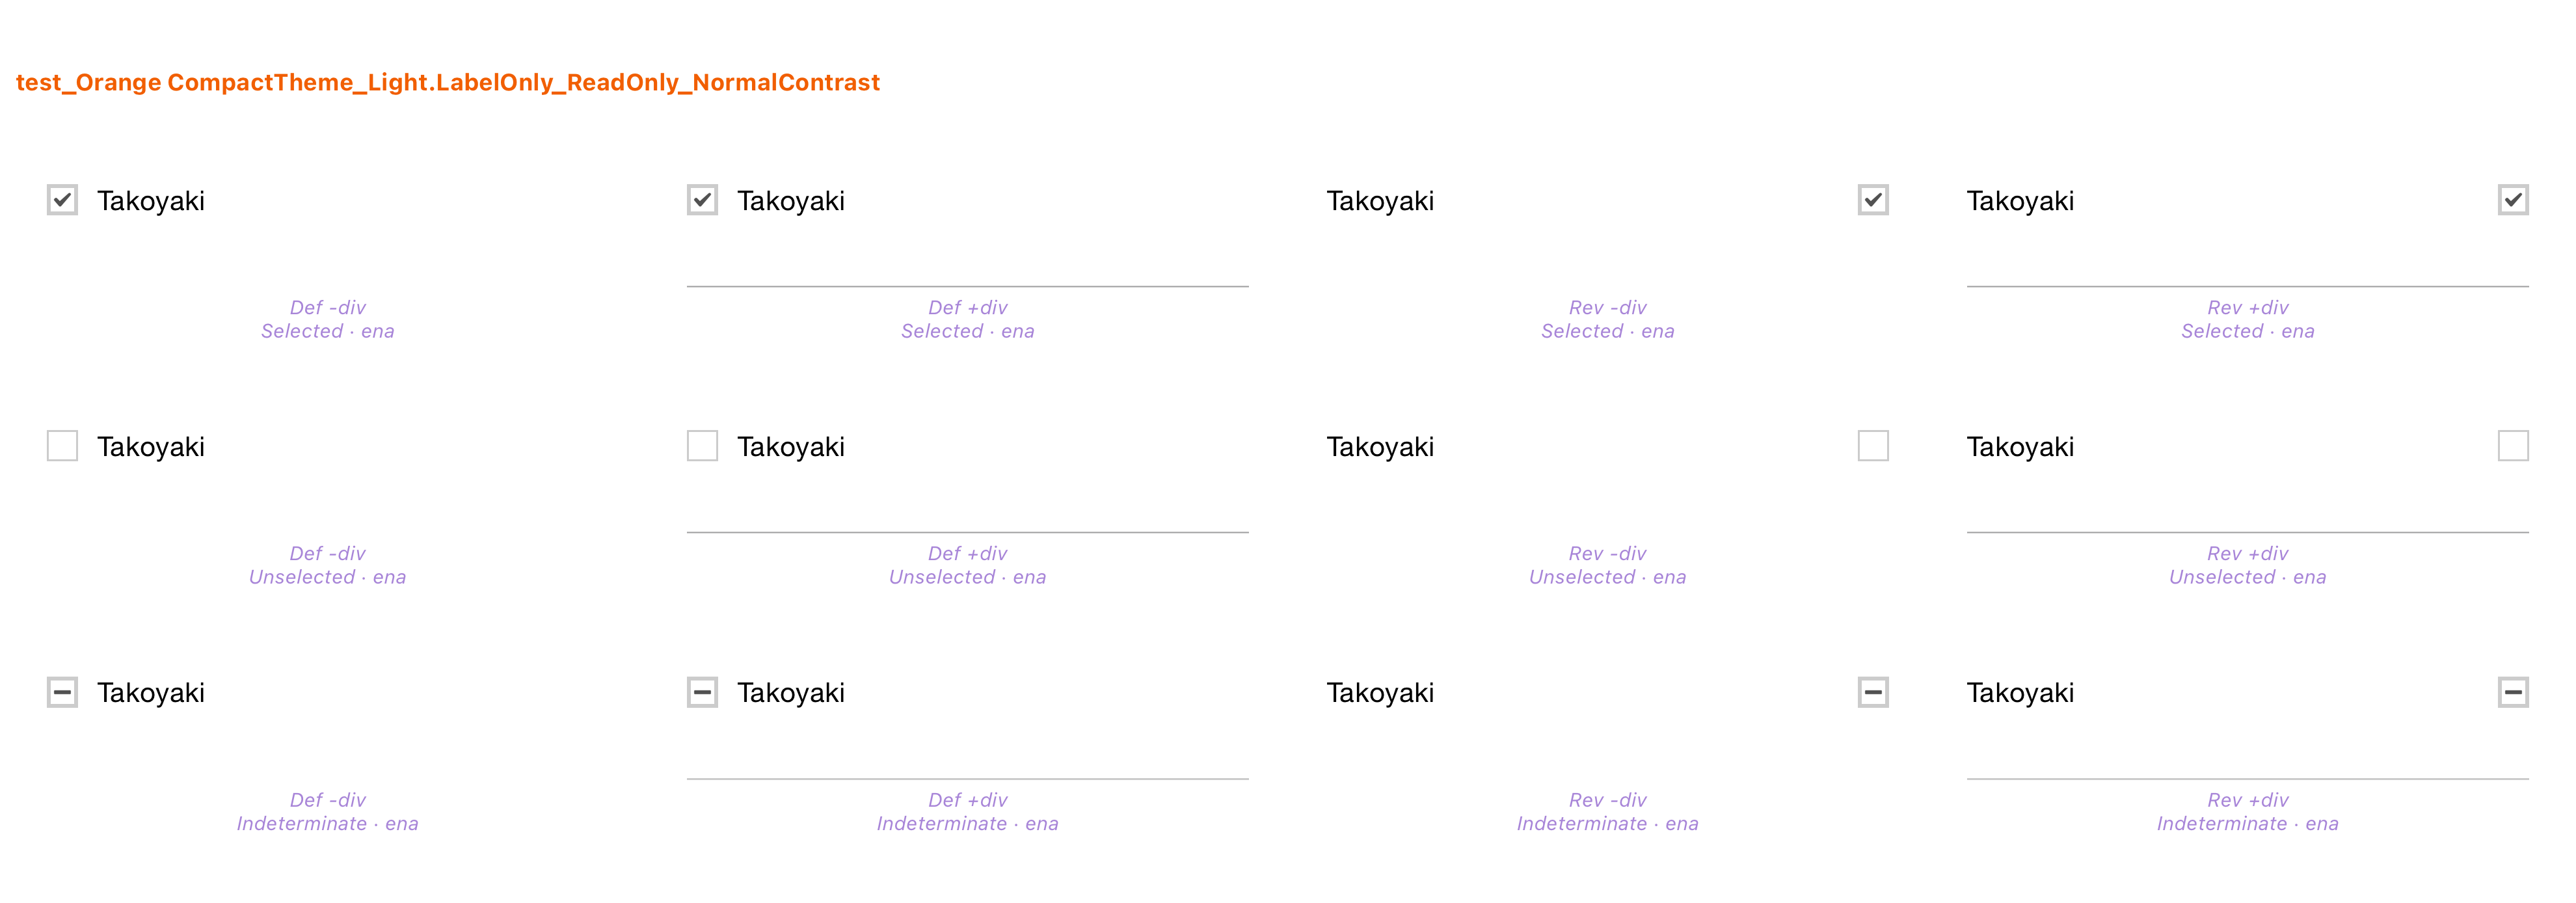 test_Orange CompactTheme_Light.LabelOnly_ReadOnly_NormalContrast
Takoyaki
Takoyaki
Takoyaki
Takoyaki
Def -div
Selected · ena
Def +div
Selected · ena
Rev -div
Selected · ena
Rev +div
Selected · ena
Takoyaki
Takoyaki
Takoyaki
Takoyaki
Def -div
Unselected · ena
Def +div
Unselected · ena
Rev -div
Unselected · ena
Rev +div
Unselected · ena
Takoyaki
Takoyaki
Takoyaki
Takoyaki
Def -div
Indeterminate · ena
Def +div
Indeterminate · ena
Rev -div
Indeterminate · ena
Rev +div
Indeterminate · ena